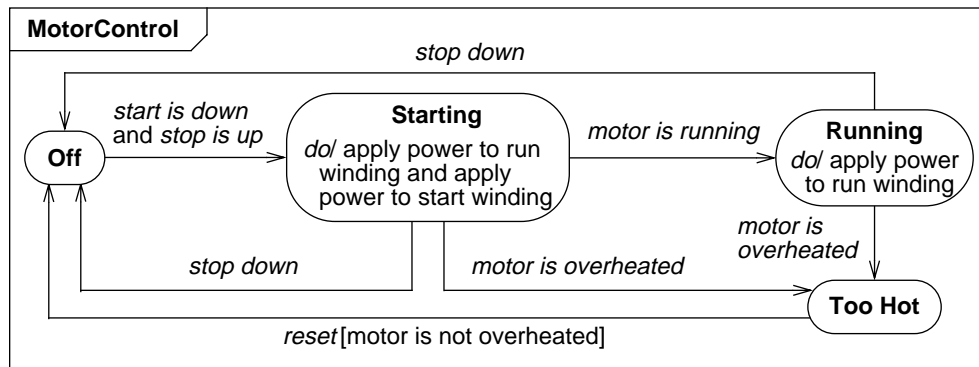 MotorControl
stop down
start is down
and stop is up
Off
Starting
do/ apply power to run
winding and apply
power to start winding
motor is running
Running
do/ apply power
to run winding
stop down
motor is overheated
motor is
overheated
Too Hot
reset [motor is not overheated]